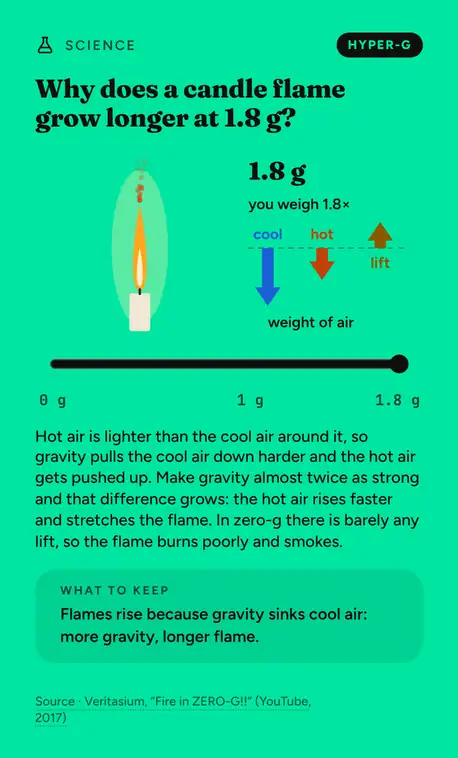 SCIENCE
HYPER-G
Why does a candle flame
grow longer at 1.8 g?
1.8 g
you weigh 1.8×
cool hot
lift
weight of air
0 g 1 g 1.8 g
Hot air is lighter than the cool air around it, so
gravity pulls the cool air down harder and the hot air
gets pushed up. Make gravity almost twice as strong
and that difference grows: the hot air rises faster
and stretches the flame. In zero-g there is barely any
lift, so the flame burns poorly and smokes.
WHAT TO KEEP
Flames rise because gravity sinks cool air:
more gravity, longer flame.
Source · Veritasium, “Fire in ZERO-G!!” (YouTube,
2017)